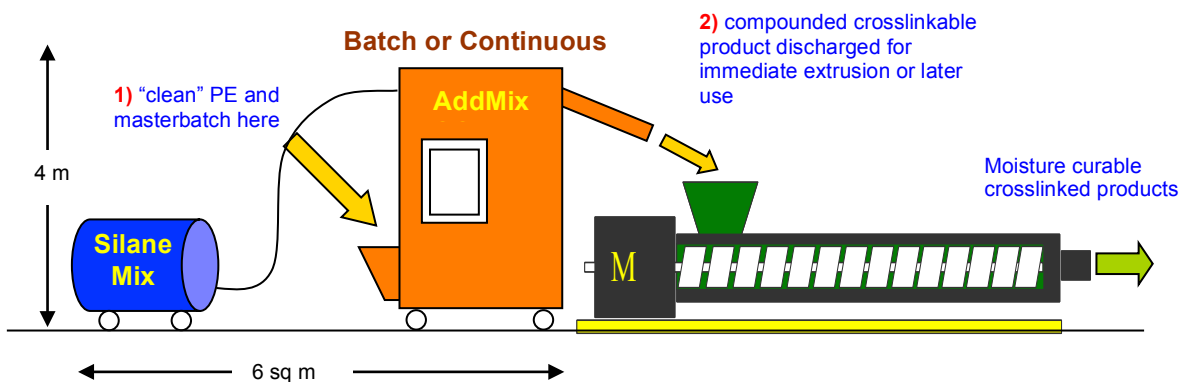 Batch or Continuous
2) compounded crosslinkable
product discharged for
immediate extrusion or later
use
1) “clean” PE and
masterbatch here
AddMix
4 m
Moisture curable
crosslinked products
Silane
Mix
M
6 sq m